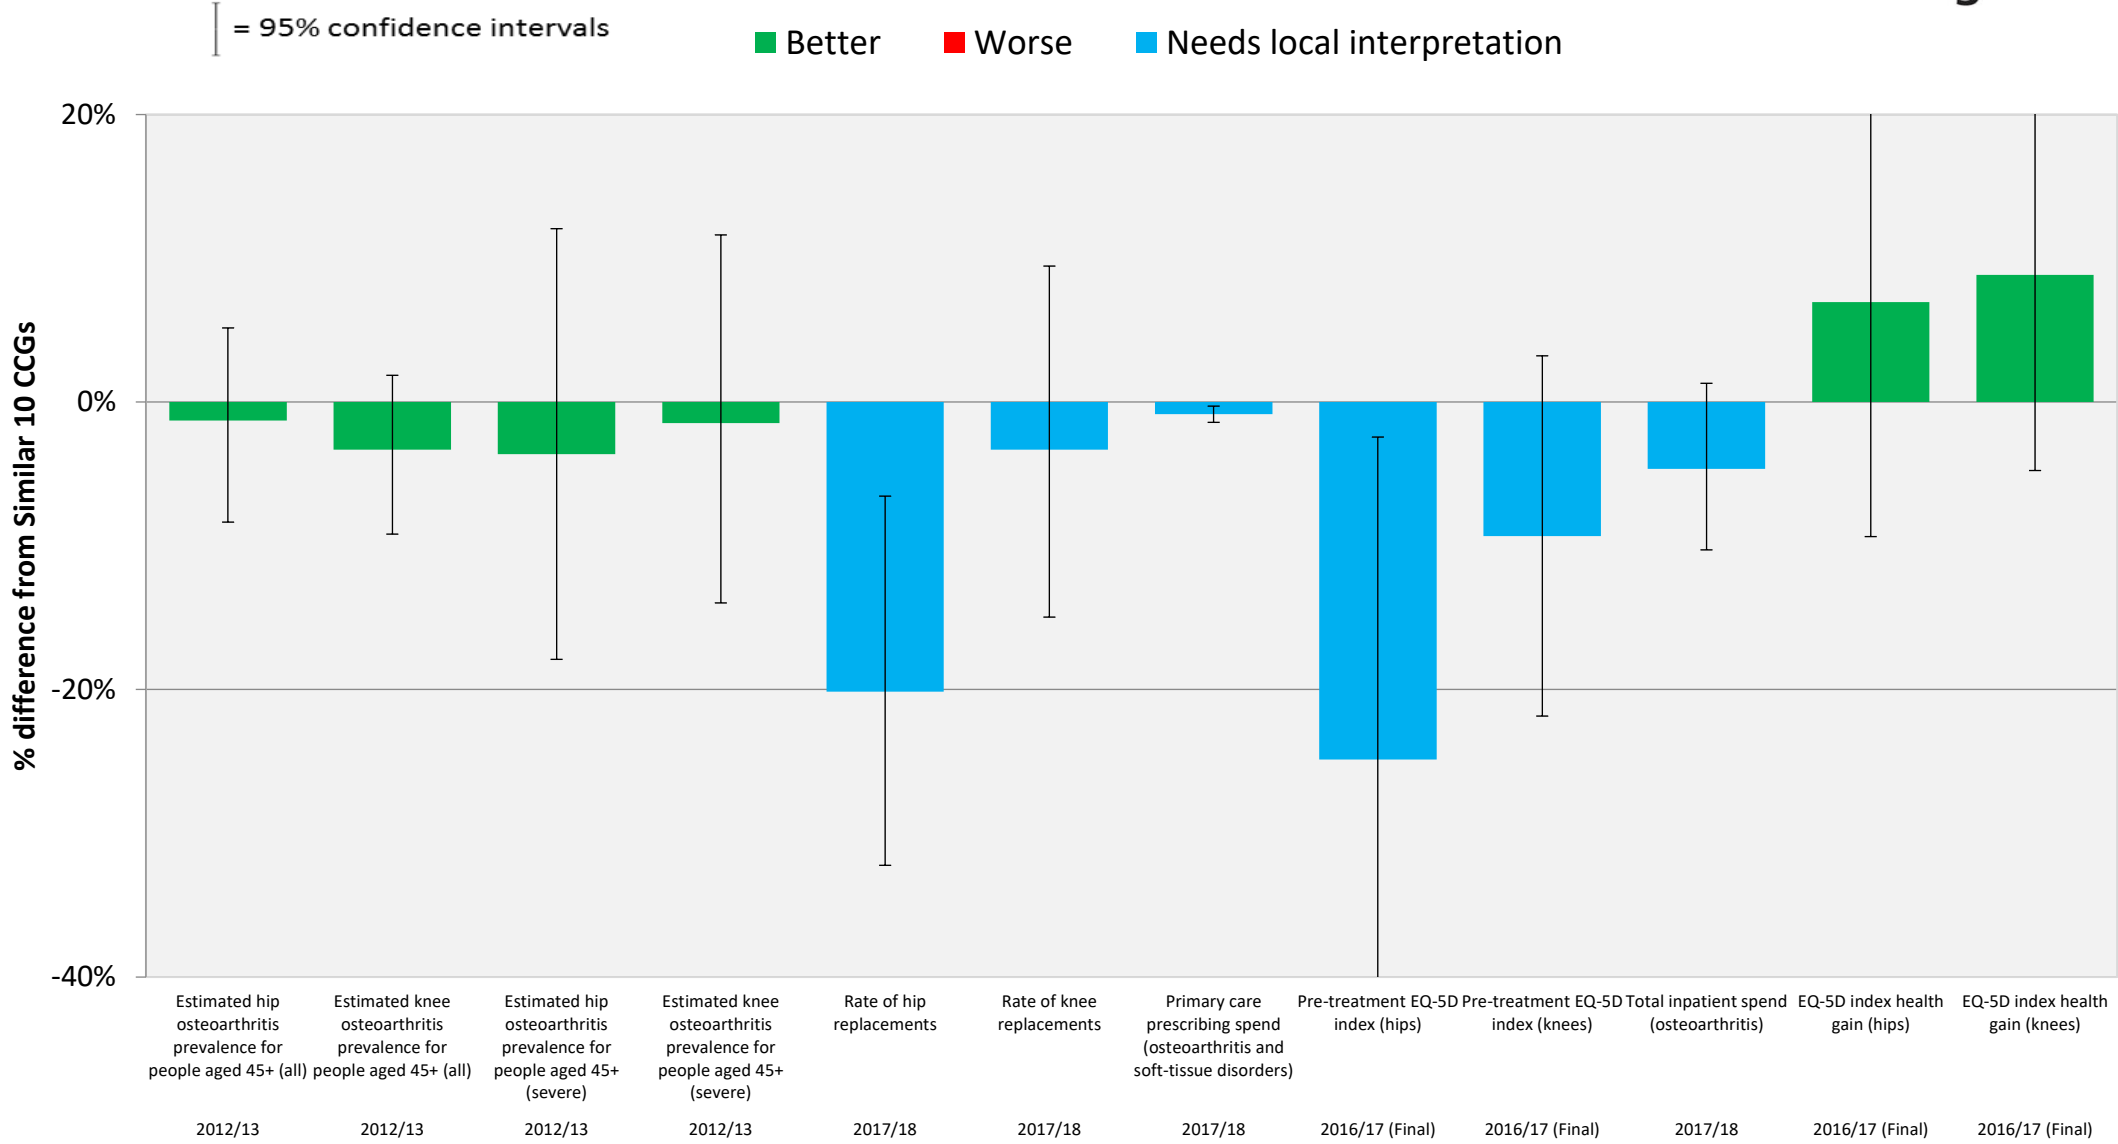 = 95% confidence intervals
Better
Worse
Needs local interpretation
% difference from Similar 10 CCGs
20%
0%
-20%
-40%
Estimated hip
osteoarthritis
prevalence for
people aged 45+ (all)
2012/13
Estimated knee
osteoarthritis
prevalence for
people aged 45+ (all)
2012/13
Estimated hip
osteoarthritis
prevalence for
people aged 45+
(severe)
2012/13
Estimated knee
osteoarthritis
prevalence for
people aged 45+
(severe)
2012/13
Rate of hip
replacements
2017/18
Rate of knee
replacements
2017/18
Primary care
prescribing spend
(osteoarthritis and
soft-tissue disorders)
2017/18
Pre-treatment EQ-5D
index (hips)
2016/17 (Final)
Pre-treatment EQ-5D
index (knees)
2016/17 (Final)
Total inpatient spend
(osteoarthritis)
2017/18
EQ-5D index health
gain (hips)
2016/17 (Final)
EQ-5D index health
gain (knees)
2016/17 (Final)